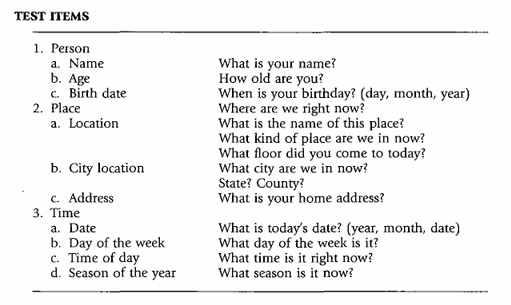 TEST ITEMS
1. Person
a. Name What is your name?
b. Age How old are you?
c. Birth date When is your birthday? (day, month, year)
2. Place Where are we right now?
a. Location What is the name of this place?
What kind of place are we in now?
What floor did you come to today?
b. City location What city are we in now?
State? County?
c. Address What is your home address?
3. Time
a. Date What is today's date? (year, month, date)
b. Day of the week What day of the week is it?
c. Time of day What time is it right now?
d. Season of the year What season is it now?